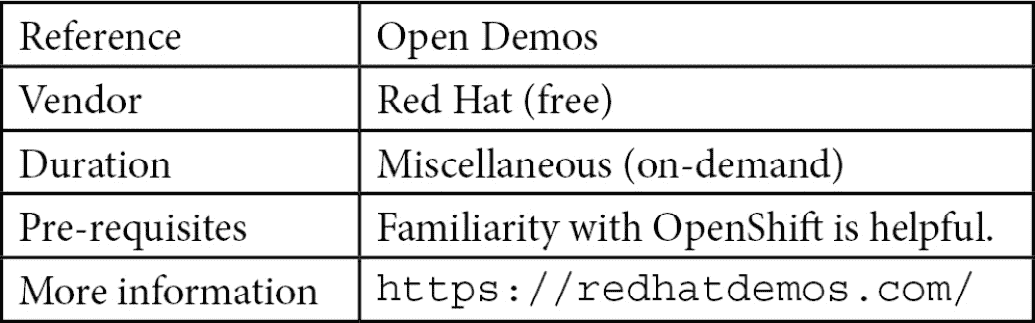 Reference Open Demos
Vendor Red Hat (free)
Duration Miscellaneous (on-demand)
Pre-requisites Familiarity with OpenShift is helpful.
More information https://redhatdemos.com/